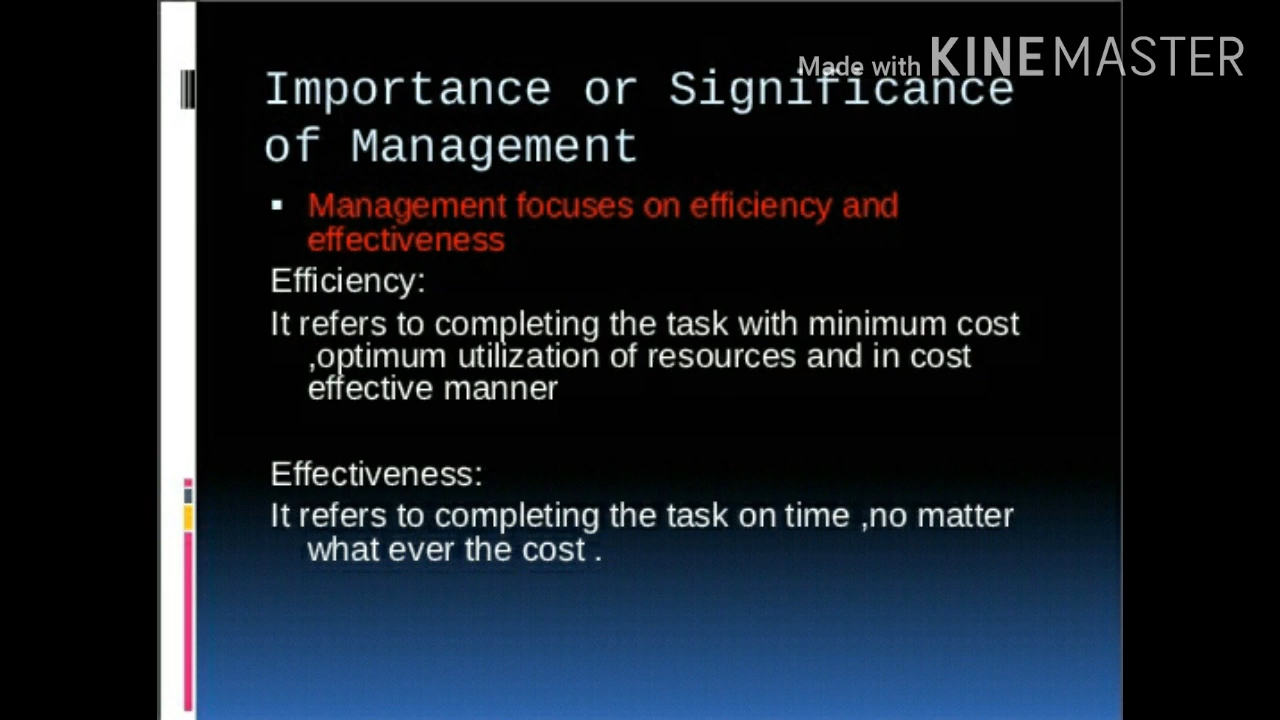 Made with KINEMASTER
Importance or Significance
of Management
▪ Management focuses on efficiency and
effectiveness
Efficiency:
It refers to completing the task with minimum cost
,optimum utilization of resources and in cost
effective manner
Effectiveness:
It refers to completing the task on time ,no matter
what ever the cost .